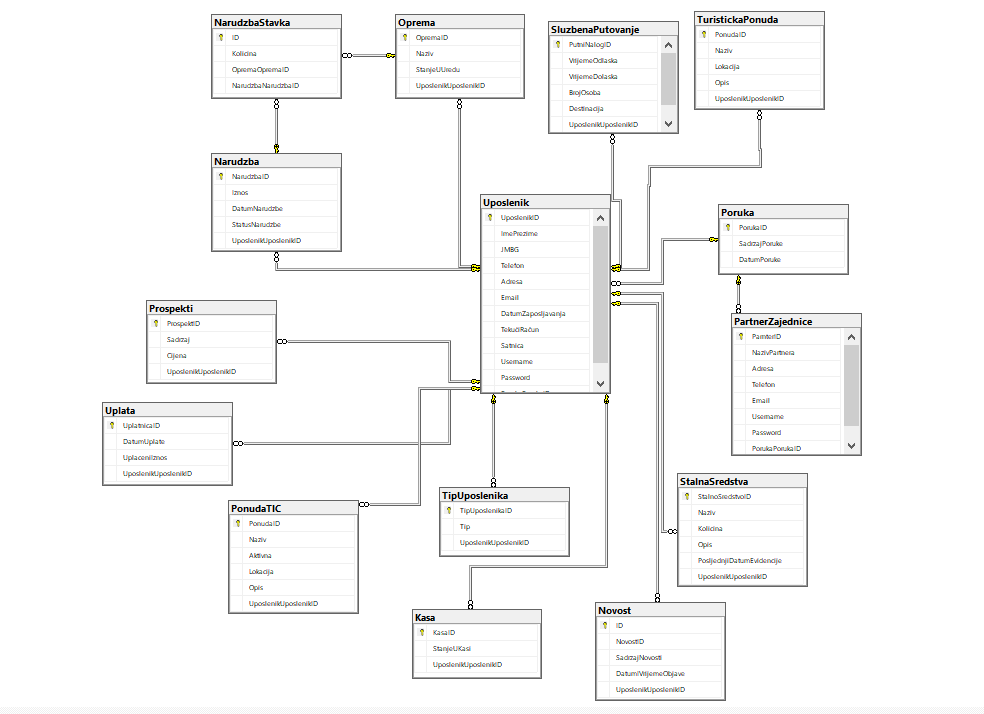 NarudzbaStavka
ID
Kolicina
OpremaOpremaID
NarudzbaNarudzbaID
Oprema
OpremaID
Naziv
StanjeUUredu
UposlenikUposlenikID
SluzbenaPutovanje
PutniNalogID
VrijemeOdlaska
VrijemeDolaska
BrojOsoba
Destinacija
UposlenikUposlenikID
TuristickaPonuda
PonudaID
Naziv
Lokacija
Opis
UposlenikUposlenikID
Narudzba
NarudzbaID
Iznos
DatumNarudzbe
StatusNarudzbe
UposlenikUposlenikID
Uposlenik
UposlenikID
ImePrezime
JMBG
Telefon
Adresa
Email
DatumZaposljavanja
TekućiRačun
Satnica
Username
Password
Poruka
PorukaID
SadrzajPoruke
DatumPoruke
Prospekti
ProspektID
Sadrzaj
Cijena
UposlenikUposlenikID
PartnerZajednice
ParnterID
NazivPartnera
Adresa
Telefon
Email
Username
Password
PorukaPorukaID
Uplata
UplatnicaID
DatumUplate
UplaceniIznos
UposlenikUposlenikID
PonudaTIC
PonudaID
Naziv
Aktivna
Lokacija
Opis
UposlenikUposlenikID
TipUposlenika
TipUposlenikaID
Tip
UposlenikUposlenikID
StalnaSredstva
StalnoSredstvoID
Naziv
Kolicina
Opis
PosljednjiDatumEvidencije
UposlenikUposlenikID
Kasa
KasaID
StanjeUKasi
UposlenikUposlenikID
Novost
ID
NovostID
SadrzajNovosti
DatumIVrijemeObjave
UposlenikUposlenikID